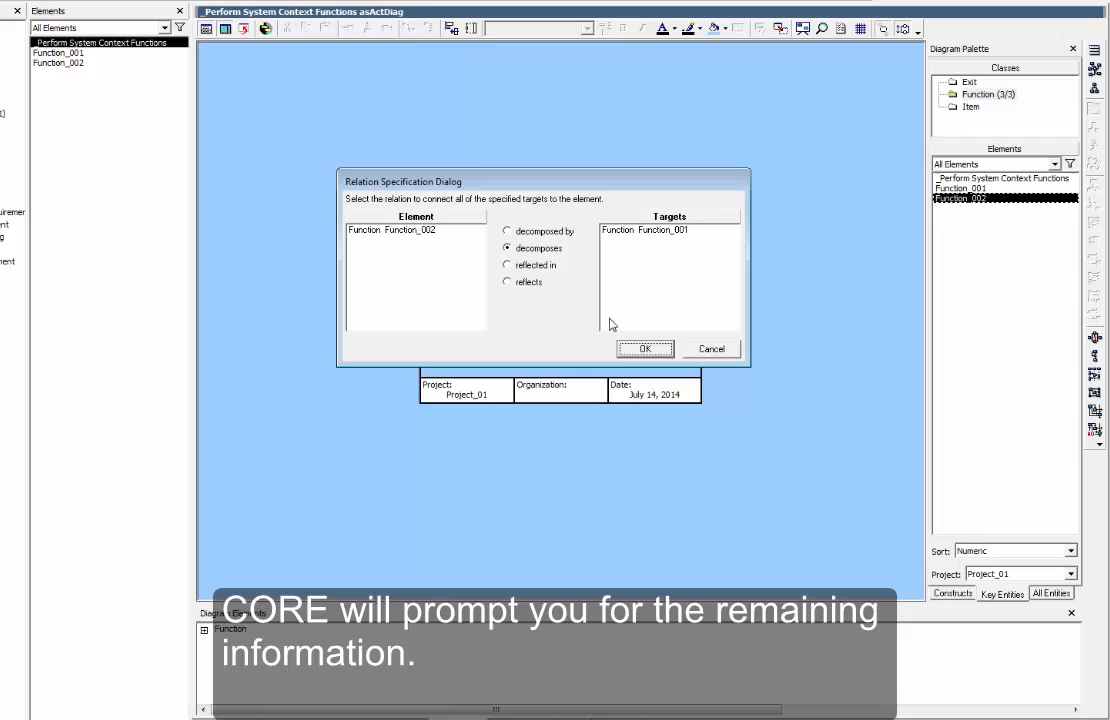 Elements
All Elements
_Perform System Context Functions
Function_001
Function_002
_Perform System Context Functions asActDiag
Relation Specification Dialog
Select the relation to connect all of the specified targets to the element.
Element
Function Function_002
decomposed by
decomposes
reflected in
reflects
Targets
Function Function_001
OK
Cancel
Project:
Project_01
Organization:
Date:
July 14, 2014
Diagram Palette
Classes
Exit
Function (3/3)
Item
Elements
All Elements
_Perform System Context Functions
Function_001
Function_002
Sort: Numeric
Project: Project_01
Constructs Key Entities All Entities
Function
CORE will prompt you for the remaining
information.